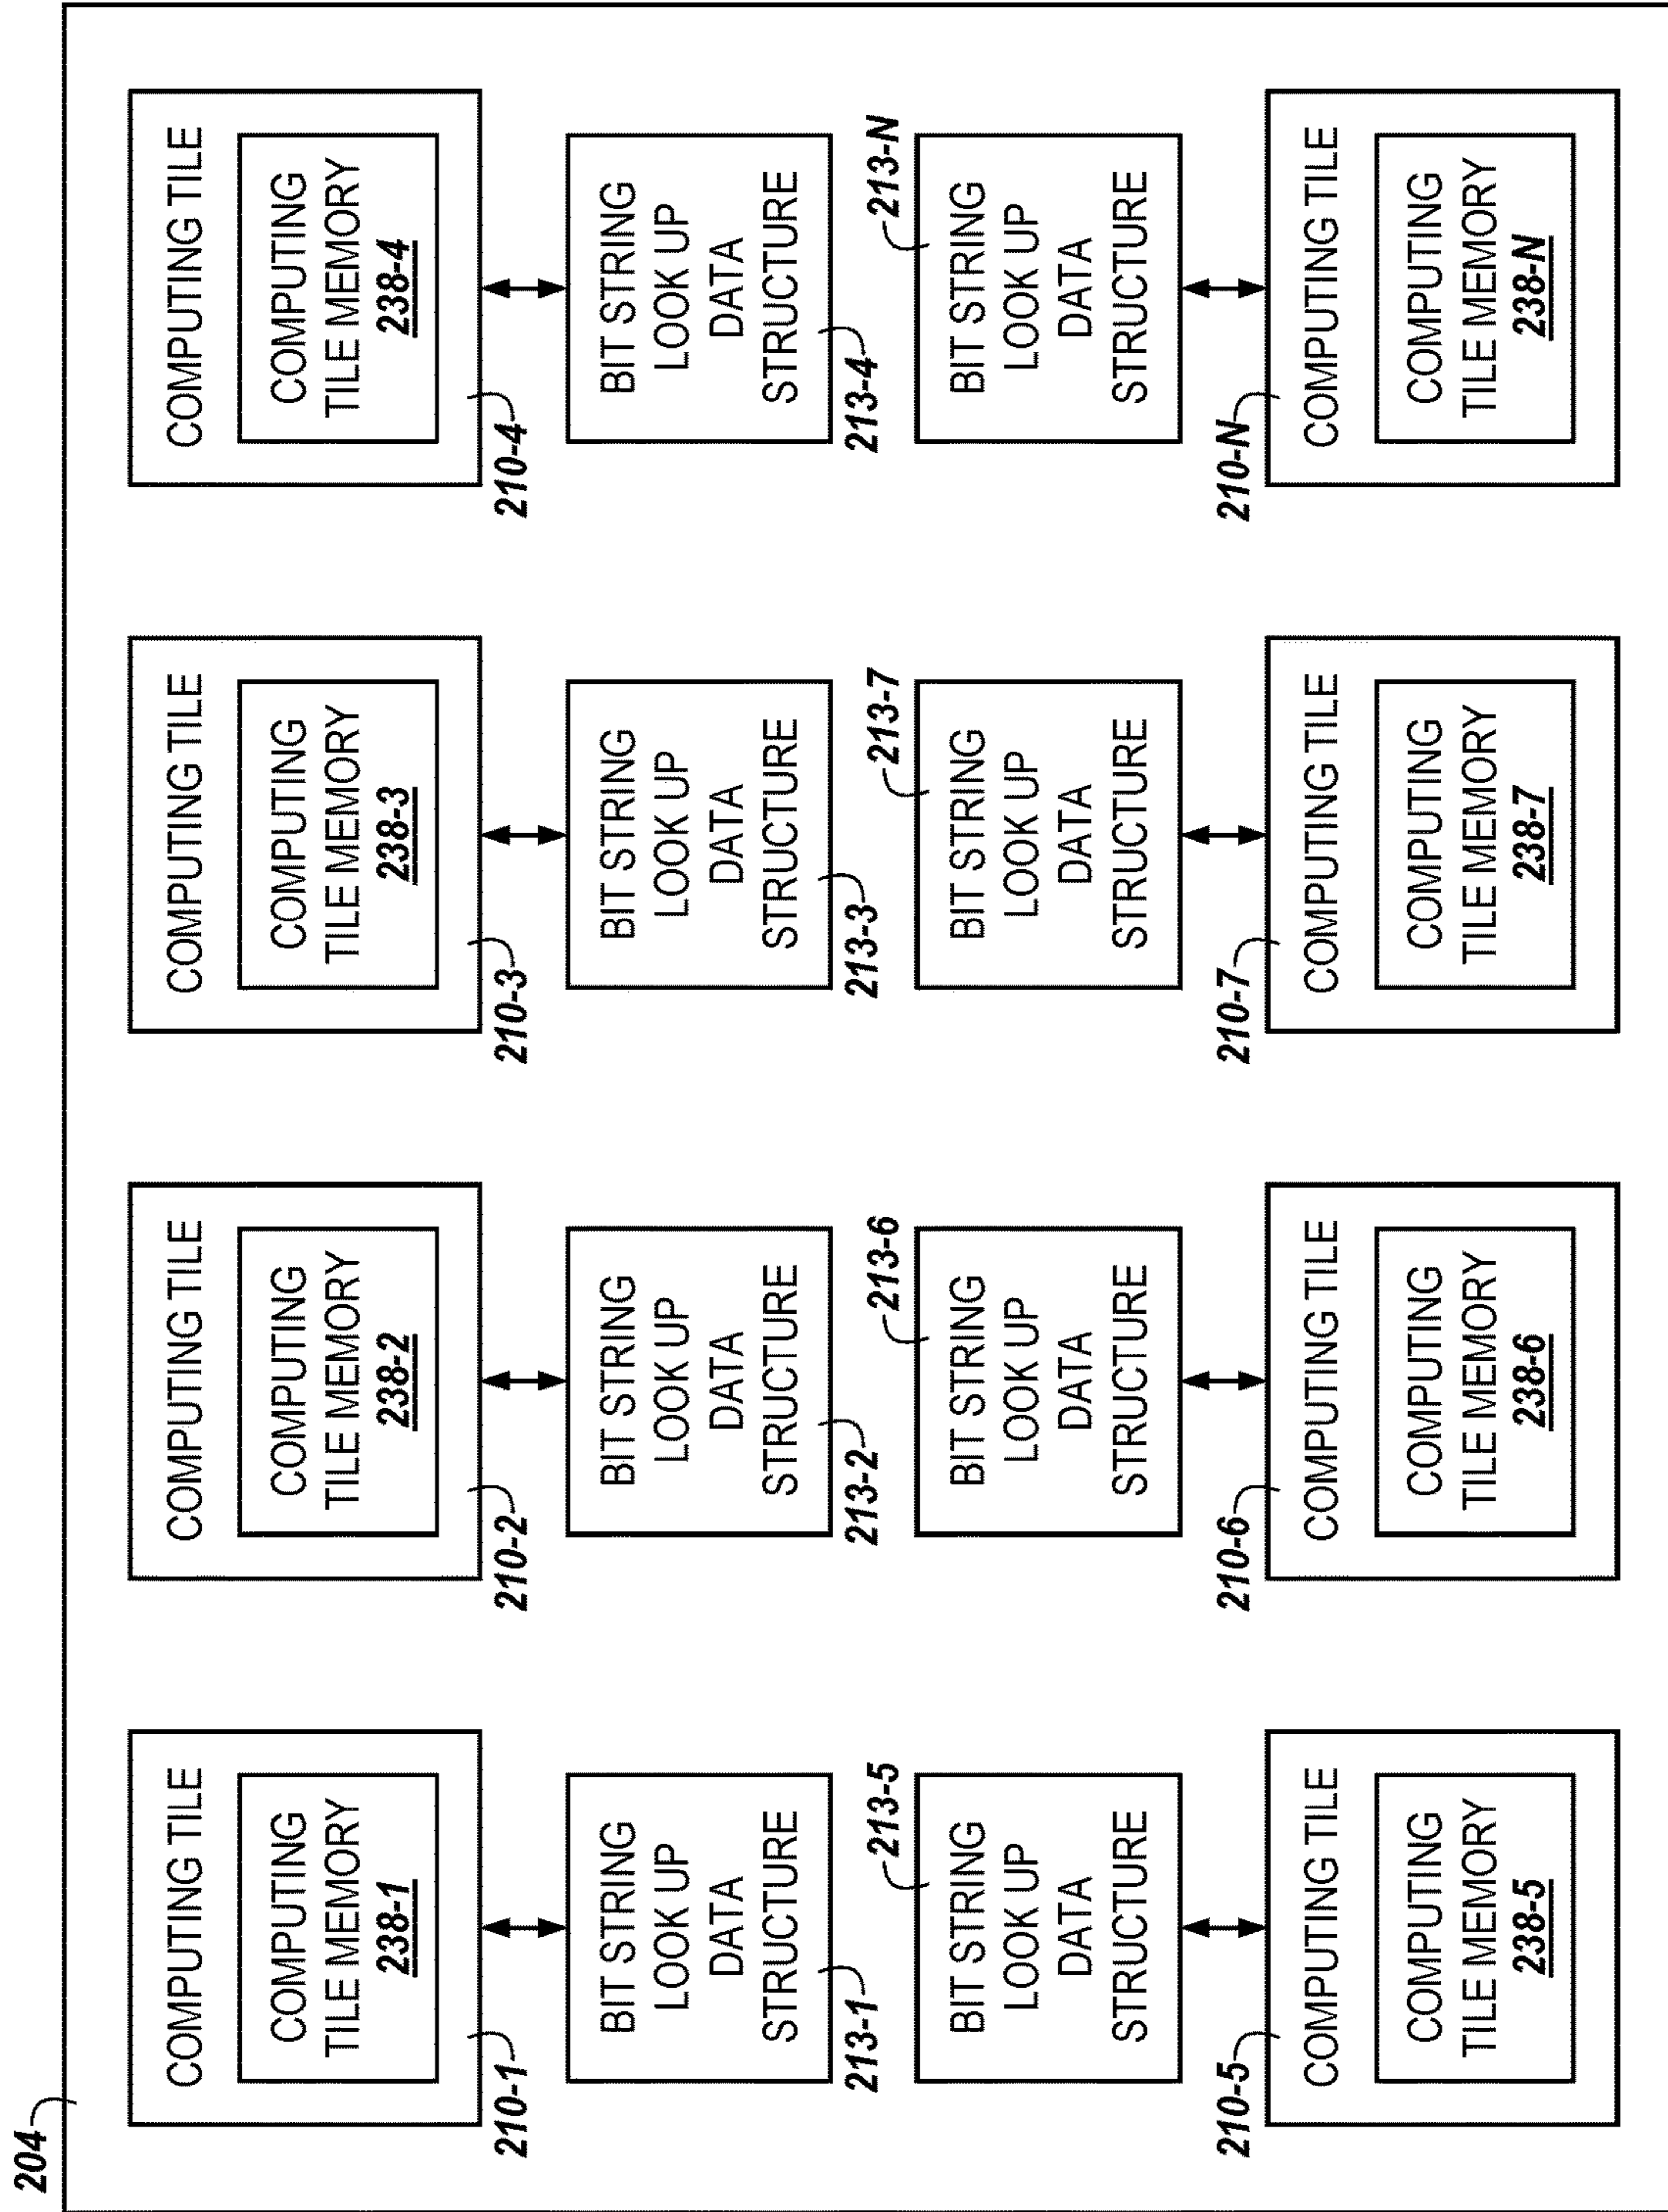 204
COMPUTING TILE
COMPUTING
TILE MEMORY
238-1
210-1
COMPUTING TILE
COMPUTING
TILE MEMORY
238-2
210-2
COMPUTING TILE
COMPUTING
TILE MEMORY
238-3
210-3
COMPUTING TILE
COMPUTING
TILE MEMORY
238-4
210-4
BIT STRING
LOOK UP
DATA
STRUCTURE
213-1
BIT STRING
LOOK UP
DATA
STRUCTURE
213-2
BIT STRING
LOOK UP
DATA
STRUCTURE
213-3
BIT STRING
LOOK UP
DATA
STRUCTURE
213-4
213-5
BIT STRING
LOOK UP
DATA
STRUCTURE
213-6
BIT STRING
LOOK UP
DATA
STRUCTURE
213-7
BIT STRING
LOOK UP
DATA
STRUCTURE
213-N
BIT STRING
LOOK UP
DATA
STRUCTURE
210-5
COMPUTING TILE
COMPUTING
TILE MEMORY
238-5
210-6
COMPUTING TILE
COMPUTING
TILE MEMORY
238-6
210-7
COMPUTING TILE
COMPUTING
TILE MEMORY
238-7
210-N
COMPUTING TILE
COMPUTING
TILE MEMORY
238-N